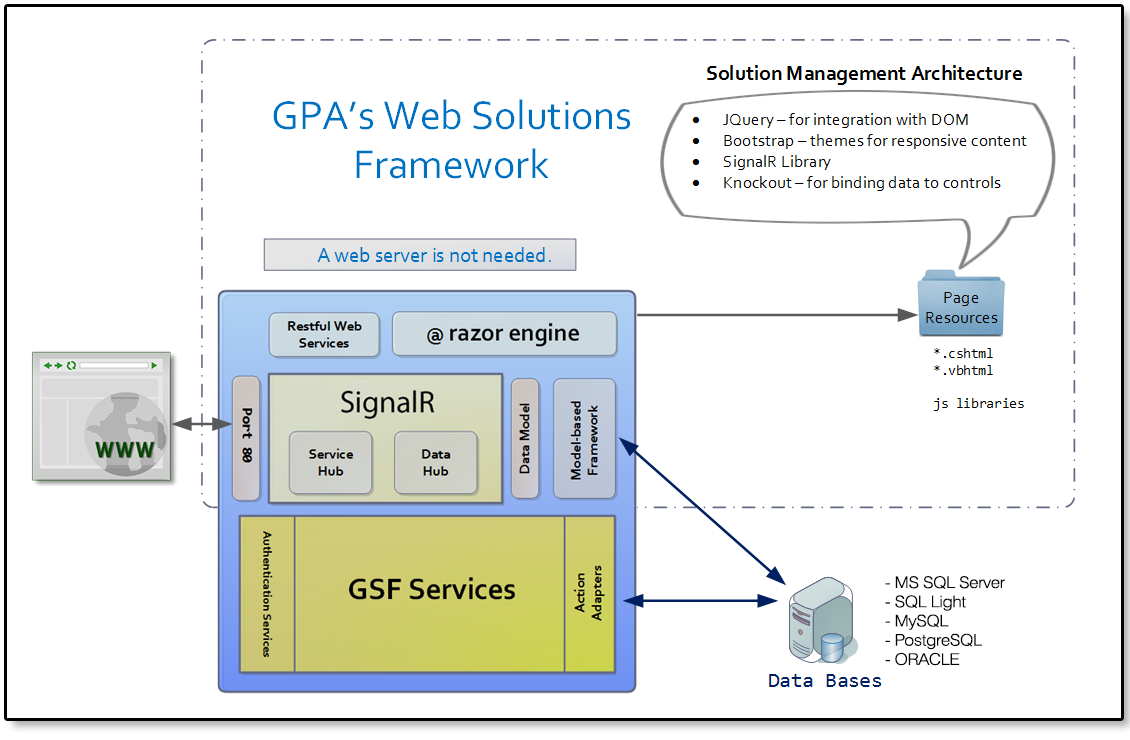 Solution Management Architecture
GPA's Web Solutions
Framework
• JQuery – for integration with DOM
• Bootstrap – themes for responsive content
• SignalR Library
• Knockout – for binding data to controls
A web server is not needed.
Page
Resources
*.cshtml
*.vbhtml
js libraries
Restful Web
Services
@ razor engine
WWW
Port 80
SignalR
Service
Hub
Data
Hub
Data Model
Model-based
Framework
Authentication Services
GSF Services
Action
Adapters
- MS SQL Server
- SQL Light
- MySQL
- PostgreSQL
- ORACLE
Data Bases